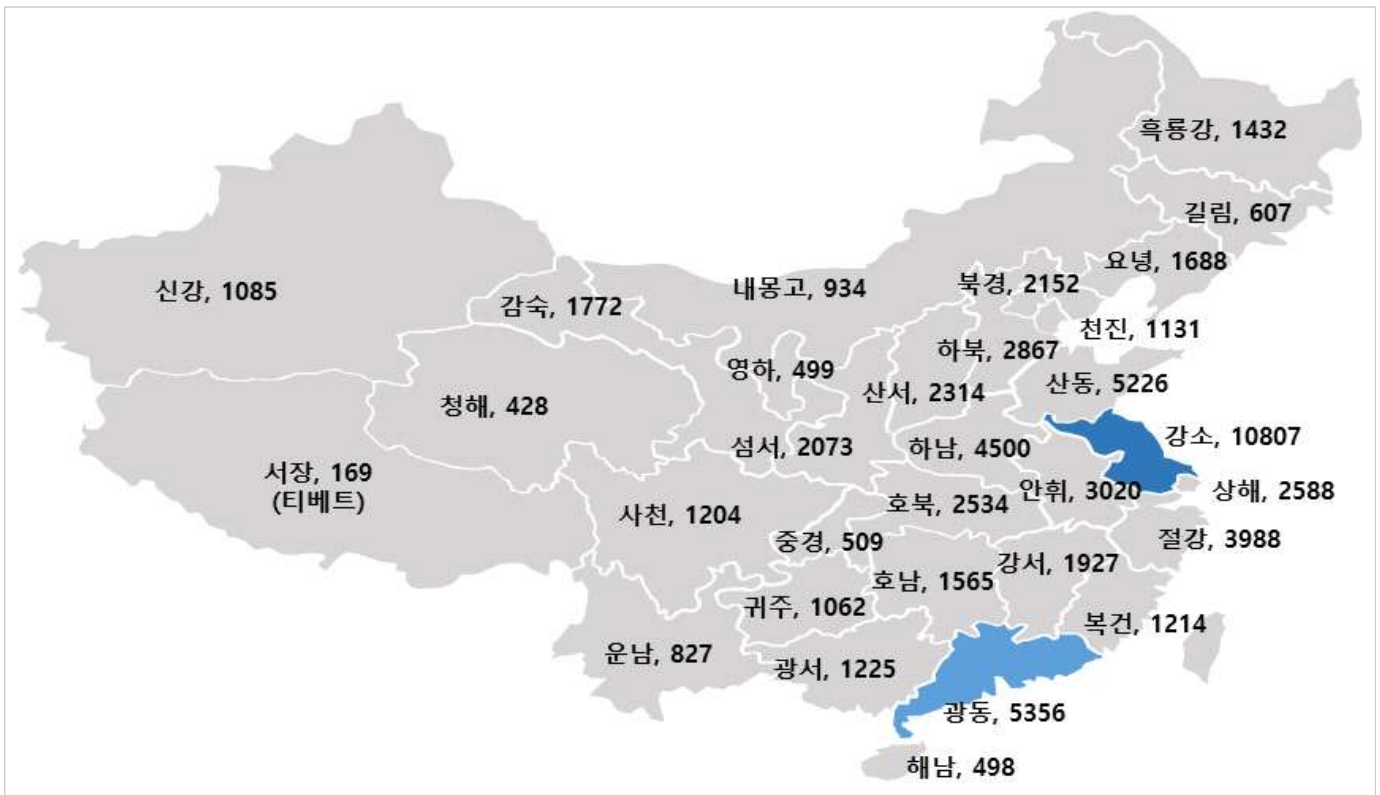 흑룡강, 1432
길림, 607
요녕, 1688
신강, 1085
감숙, 1772
내몽고, 934
북경, 2152
천진, 1131
하북, 2867
영하, 499
산서, 2314
산동, 5226
청해, 428
섬서, 2073
하남, 4500
강소, 10807
서장, 169
(티베트)
사천, 1204
호북, 2534
안휘, 3020
상해, 2588
중경, 509
절강, 3988
호남, 1565
강서, 1927
귀주, 1062
복건, 1214
운남, 827
광서, 1225
광동, 5356
해남, 498